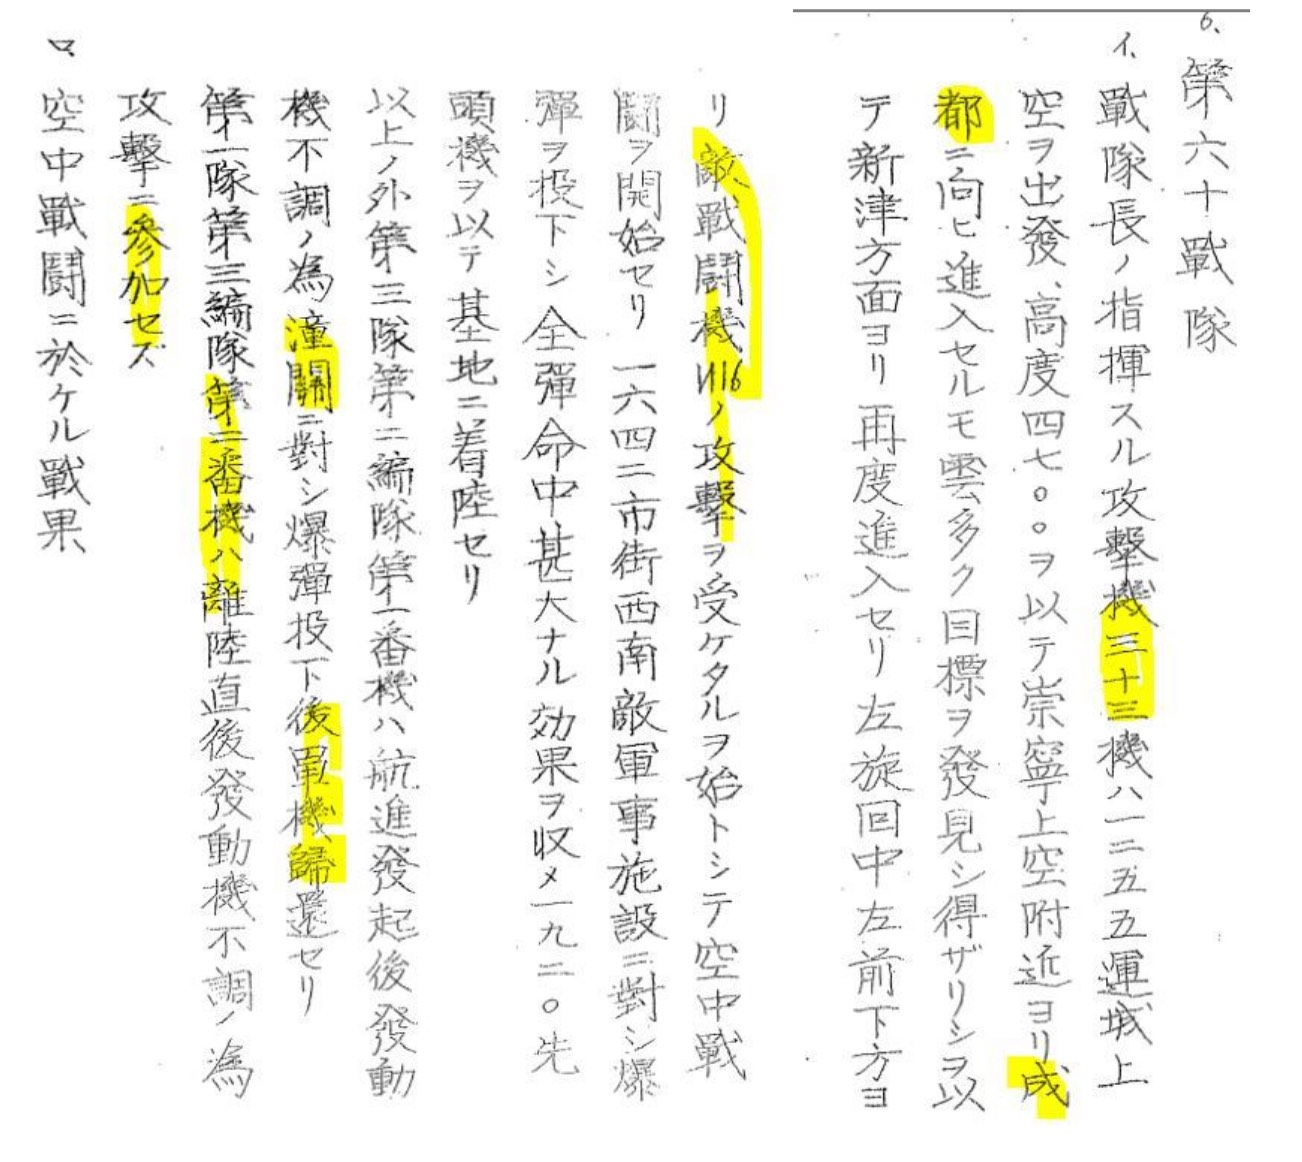 6、第六十戰隊
イ、戰隊長ノ指揮スル攻撃機三十三機ハ一二五五運城上
空ヲ出發、高度四七〇〇ヲ以テ崇寧上空附近ヨリ成
都ニ向ヒ進入セルモ雲多ク目標ヲ發見シ得ザリシヲ以
テ新津方面ヨリ再度進入セリ左旋回中左前下方ヨ
リ敵戰鬪機И16ノ攻撃ヲ受ケタルヲ始トシテ空中戰
鬪ヲ開始セリ 一六四二市街西南敵軍事施設ニ對シ爆
彈ヲ投下シ全彈命中甚大ナル効果ヲ収メ一九二〇先
頭機ヲ以テ基地ニ着陸セリ
以上ノ外第三隊第二編隊第一番機ハ航進發起後發動
機不調ノ為潼關ニ對シ爆彈投下後單機歸還セリ
第一隊第三編隊第二番機ハ離陸直後發動機不調ノ為
攻撃ニ参加セズ
ロ、空中戰鬪ニ於ケル戰果